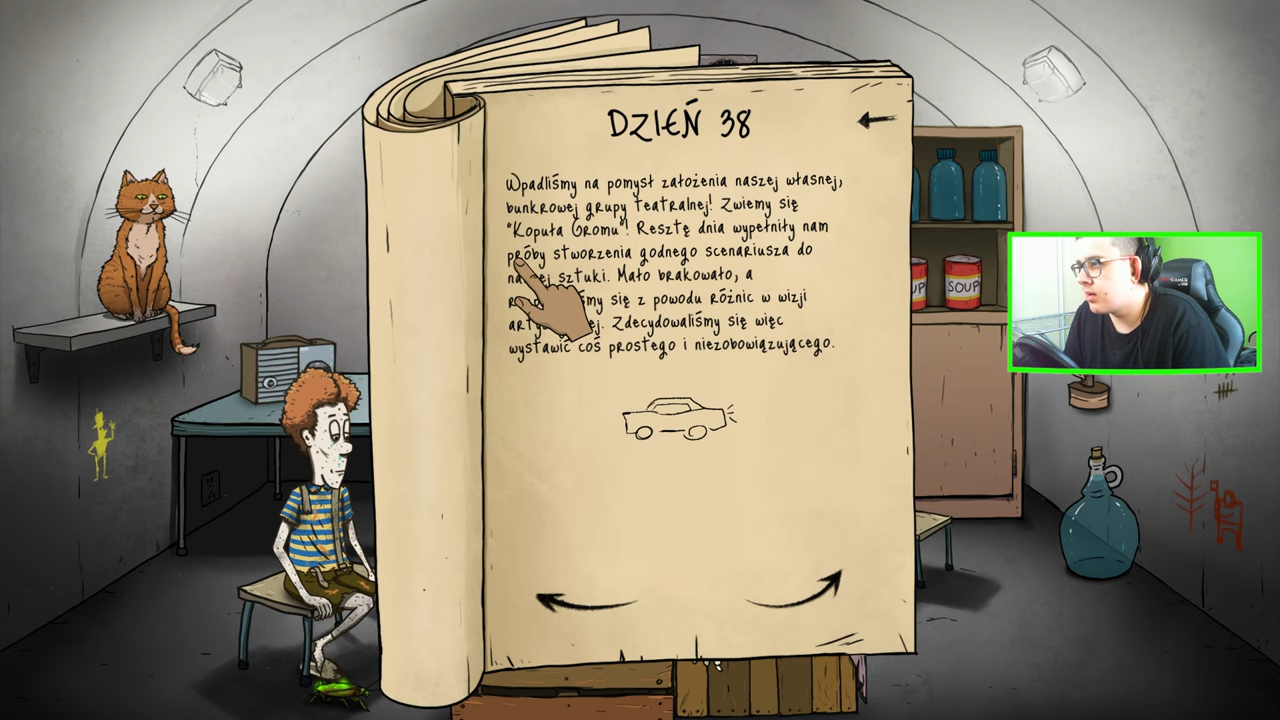 DZIEŃ 38
Wpadliśmy na pomysł założenia naszej własnej,
bunkrowej grupy teatralnej! Zwiemy się
"Kopuła Gromu"! Resztę dnia wypełniły nam
próby stworzenia godnego scenariusza do
sztuki. Mało brakowało, a
się z powodu różnic w wizji
Zdecydowaliśmy się więc
wystawić coś prostego i niezobowiązującego.
SOUP